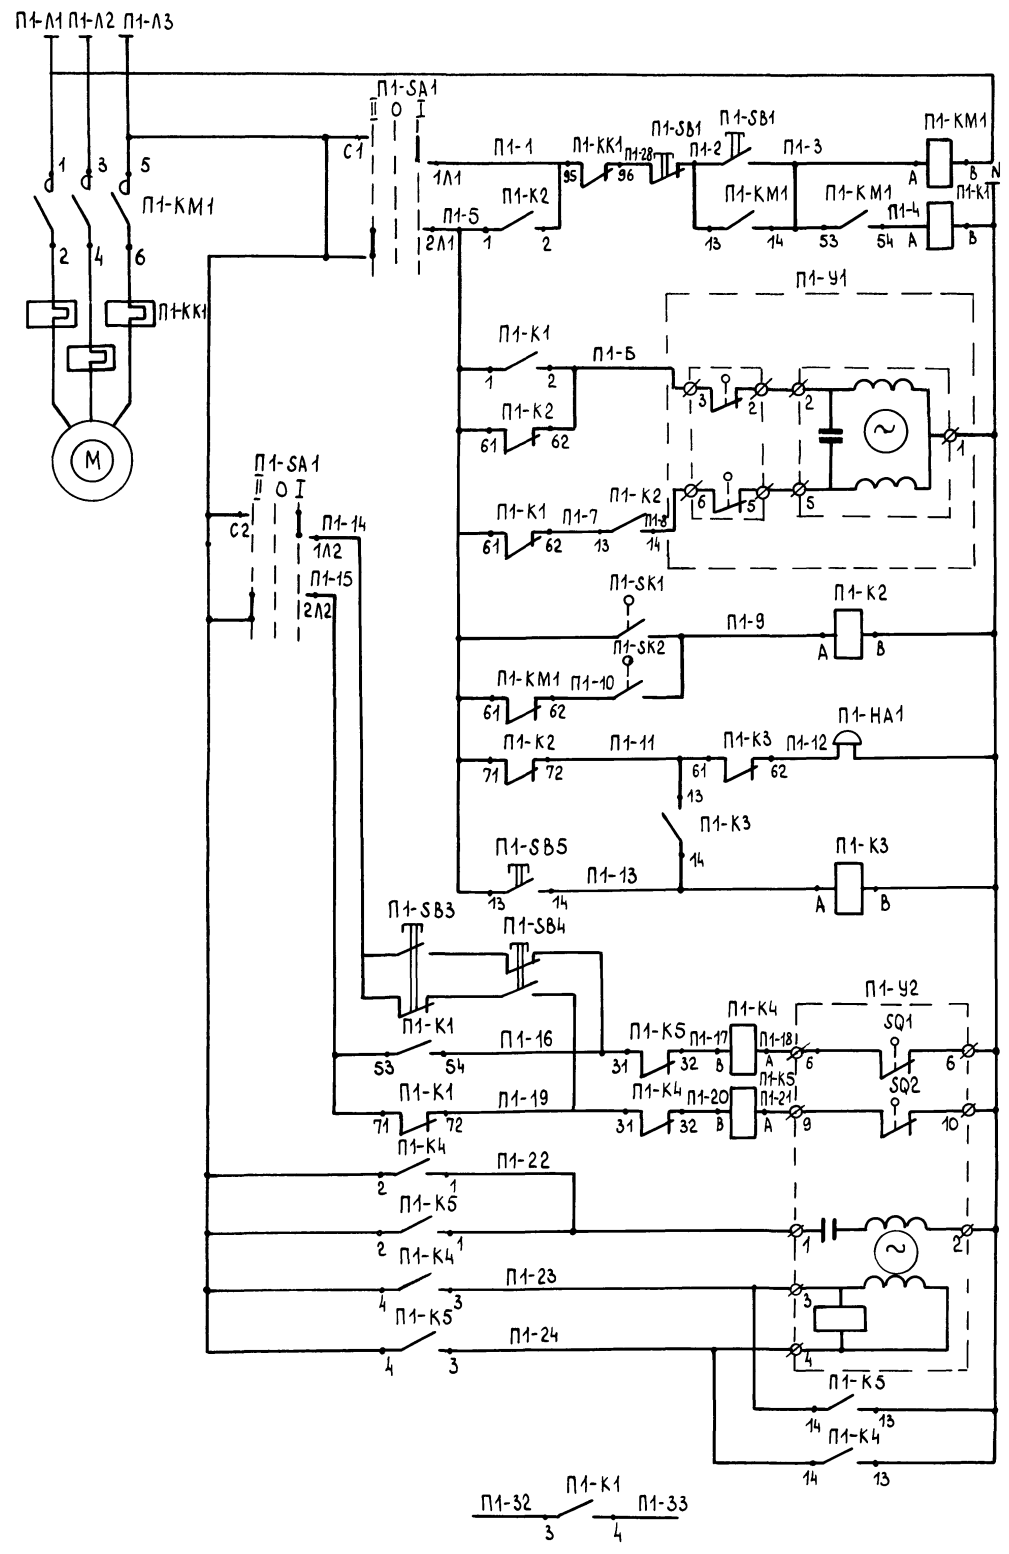 П1-Л1 П1-Л2 П1-Л3
П1-SA1
II O I
C1
1Л1
П1-1
П1-КК1
95 96
П1-28
П1-SB1
П1-2
П1-SB1
П1-3
П1-КМ1
A B
N
1 3 5
П1-КМ1
2 4 6
П1-КК1
M
2Л1
П1-5
П1-К2
1 2
П1-КМ1
13 14
П1-КМ1
53 54
П1-4
П1-К1
A B
П1-У1
П1-К1
1 2
П1-Б
3 2 2
1
П1-К2
61 62
~
П1-К1
61 62
П1-7
П1-К2
13 14
П1-8
6 5 5
П1-SA1
II O I
C2
1Л2
П1-14
2Л2
П1-15
П1-SK1
П1-9
П1-К2
A B
П1-SK2
П1-КМ1
61 62
П1-10
П1-К2
71 72
П1-11
П1-К3
61 62
П1-12
П1-НА1
13
П1-К3
14
П1-SB5
13 14
П1-13
П1-К3
A B
П1-SB3
П1-SB4
П1-К1
53 54
П1-16
П1-К5
31 32
П1-17
П1-К4
B A
П1-18
П1-У2
SQ1
6 6
П1-К1
71 72
П1-19
П1-К4
31 32
П1-20
П1-К5
B A
П1-21
SQ2
9 10
П1-К4
2 1
П1-22
П1-К5
2 1
1 2
~
П1-К4
4 3
П1-23
3
П1-К5
4 3
П1-24
4
П1-К5
14 13
П1-К4
14 13
П1-32
П1-К1
П1-33
3 4